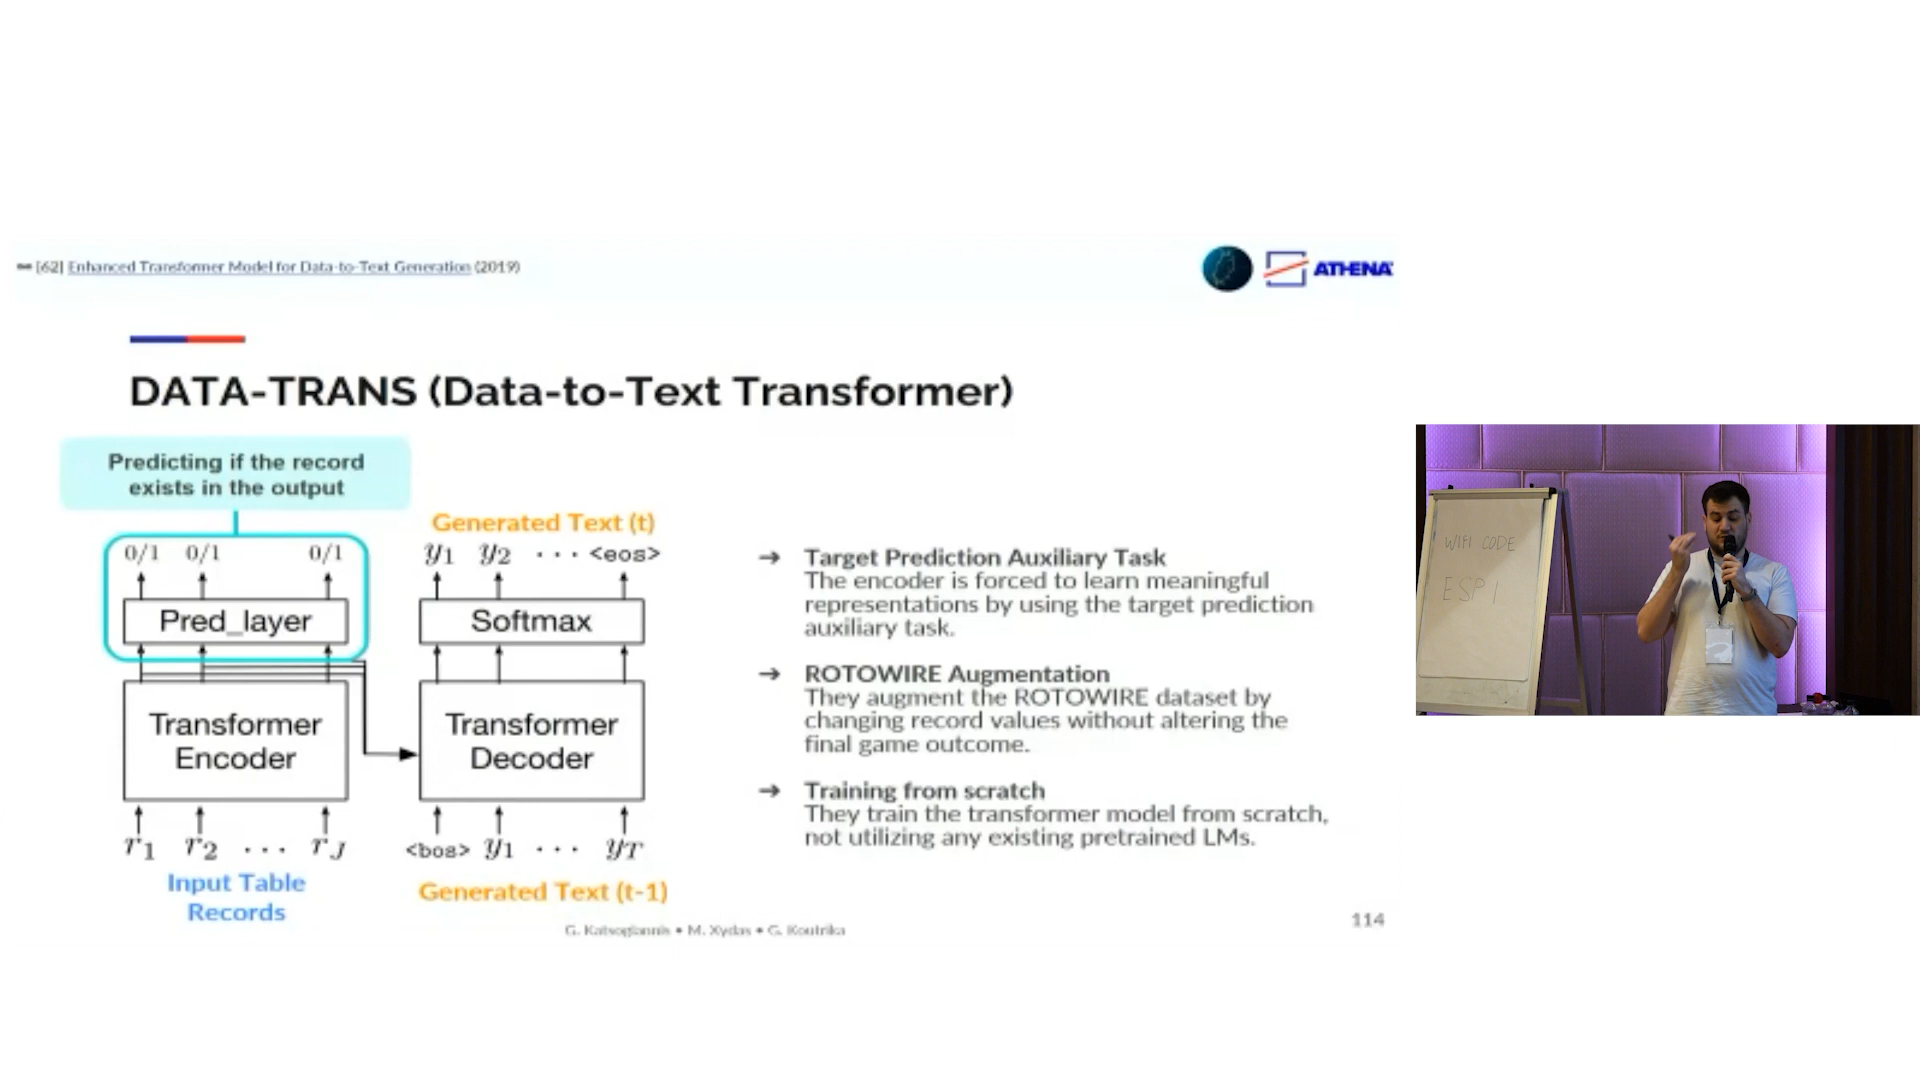 [62] Enhanced Transformer Model for Data-to-Text Generation (2019)
ATHENA
DATA-TRANS (Data-to-Text Transformer)
Predicting if the record
exists in the output
0/1 0/1 0/1
Pred_layer
Transformer
Encoder
r1 r2 ... rJ
Input Table
Records
Generated Text (t)
y1 y2 ... <eos>
Softmax
Transformer
Decoder
<bos> y1 ... yT
Generated Text (t-1)
→ Target Prediction Auxiliary Task
The encoder is forced to learn meaningful
representations by using the target prediction
auxiliary task.
→ ROTOWIRE Augmentation
They augment the ROTOWIRE dataset by
changing record values without altering the
final game outcome.
→ Training from scratch
They train the transformer model from scratch,
not utilizing any existing pretrained LMs.
G. Katsogiannis • M. Xydas • G. Koutrika
114
WIFI CODE
ESP1